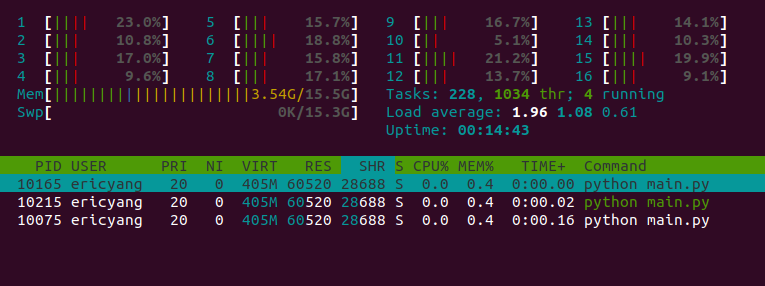 1 [|||| 23.0%] 5 [||| 15.7%] 9 [||| 16.7%] 13 [||| 14.1%]
2 [||| 10.8%] 6 [|||| 18.8%] 10 [|| 5.1%] 14 [||| 10.3%]
3 [||| 17.0%] 7 [||| 15.8%] 11 [|||| 21.2%] 15 [|||| 19.9%]
4 [||| 9.6%] 8 [||| 17.1%] 12 [||| 13.7%] 16 [||| 9.1%]
Mem[|||||||||||||||||||||||3.54G/15.5G] Tasks: 228, 1034 thr; 4 running
Swp[ 0K/15.3G] Load average: 1.96 1.08 0.61
Uptime: 00:14:43
PID USER PRI NI VIRT RES SHR S CPU% MEM% TIME+ Command
10165 ericyang 20 0 405M 60520 28688 S 0.0 0.4 0:00.00 python main.py
10215 ericyang 20 0 405M 60520 28688 S 0.0 0.4 0:00.02 python main.py
10075 ericyang 20 0 405M 60520 28688 S 0.0 0.4 0:00.16 python main.py